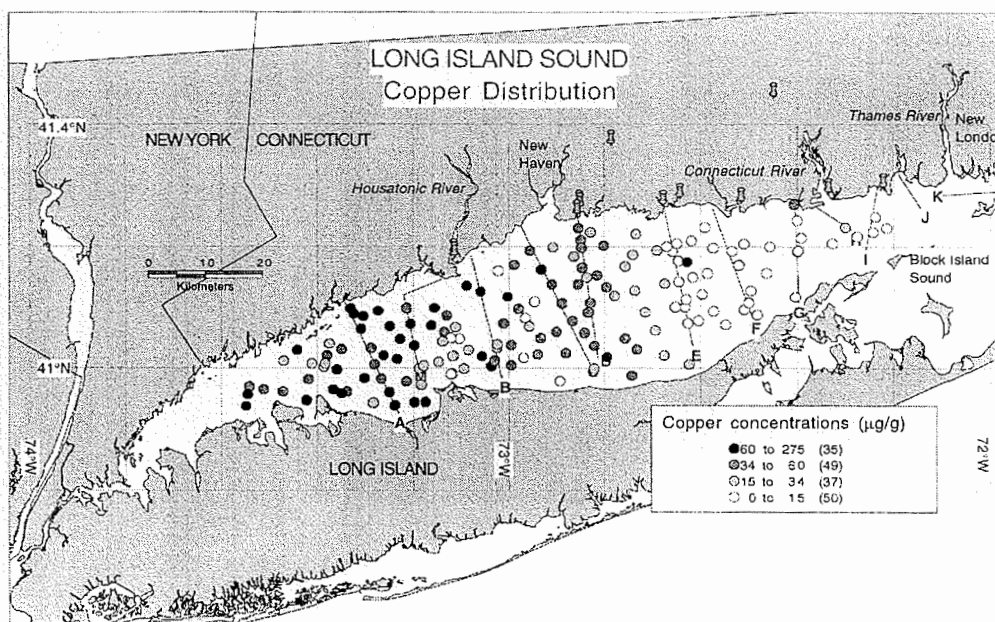 LONG ISLAND SOUND
Copper Distribution
41.4°N
NEW YORK
CONNECTICUT
New
Haven
Housatonic River
Connecticut River
Thames River
New
London
K
J
I
Block Island
Sound
0 10 20
Kilometers
G
F
E
B
M
A
41°N
74°W
73°W
72°W
LONG ISLAND
Copper concentrations (µg/g)
60 to 275 (35)
34 to 60 (49)
15 to 34 (37)
0 to 15 (50)